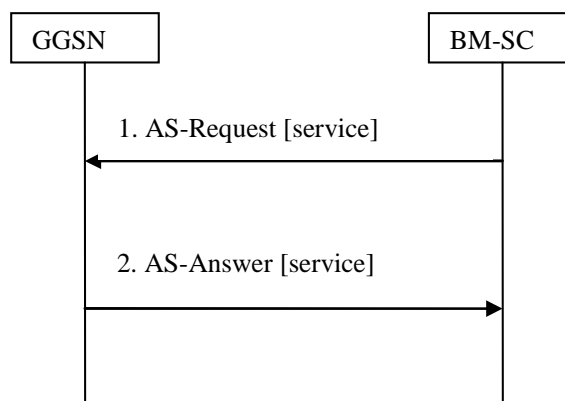 GGSN
BM-SC
1. AS-Request [service]
2. AS-Answer [service]